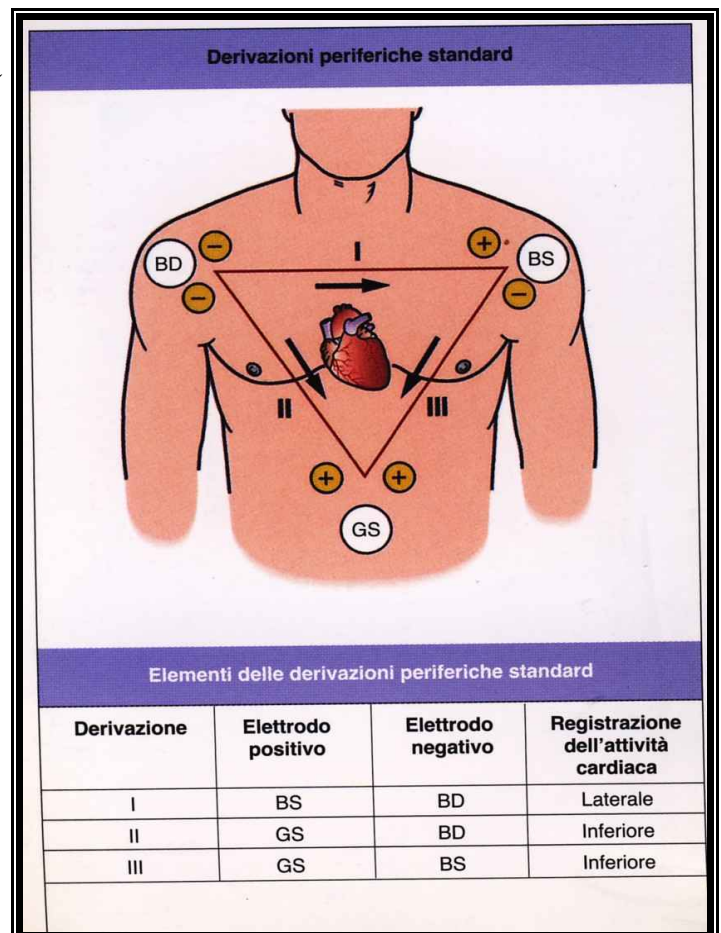 Derivazioni periferiche standard
I
BD
−
+
BS
−
−
II
III
+
+
GS
Elementi delle derivazioni periferiche standard
Derivazione Elettrodo positivo Elettrodo negativo Registrazione dell'attività cardiaca
I BS BD Laterale
II GS BD Inferiore
III GS BS Inferiore